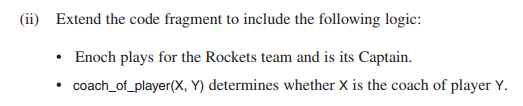 (ii) Extend the code fragment to include the following logic:
• Enoch plays for the Rockets team and is its Captain.
• coach_of_player(X, Y) determines whether X is the coach of player Y.